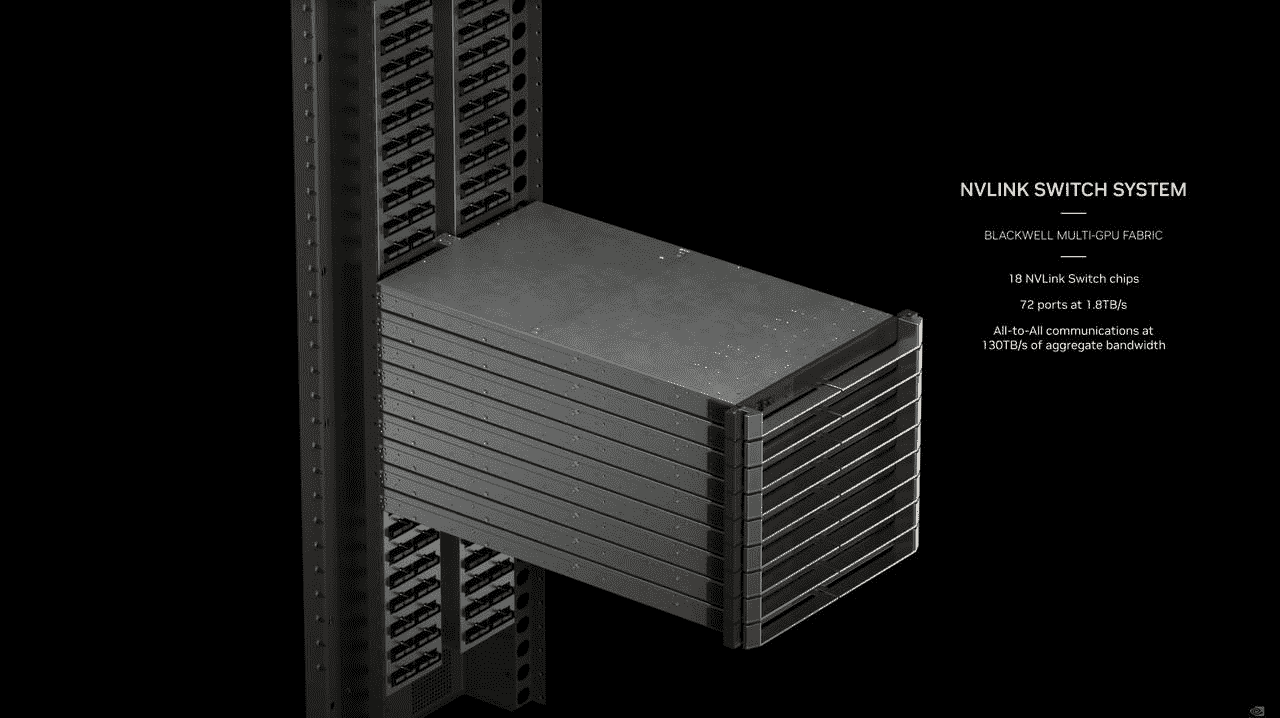 NVLINK SWITCH SYSTEM
BLACKWELL MULTI-GPU FABRIC
18 NVLink Switch chips
72 ports at 1.8TB/s
All-to-All communications at
130TB/s of aggregate bandwidth